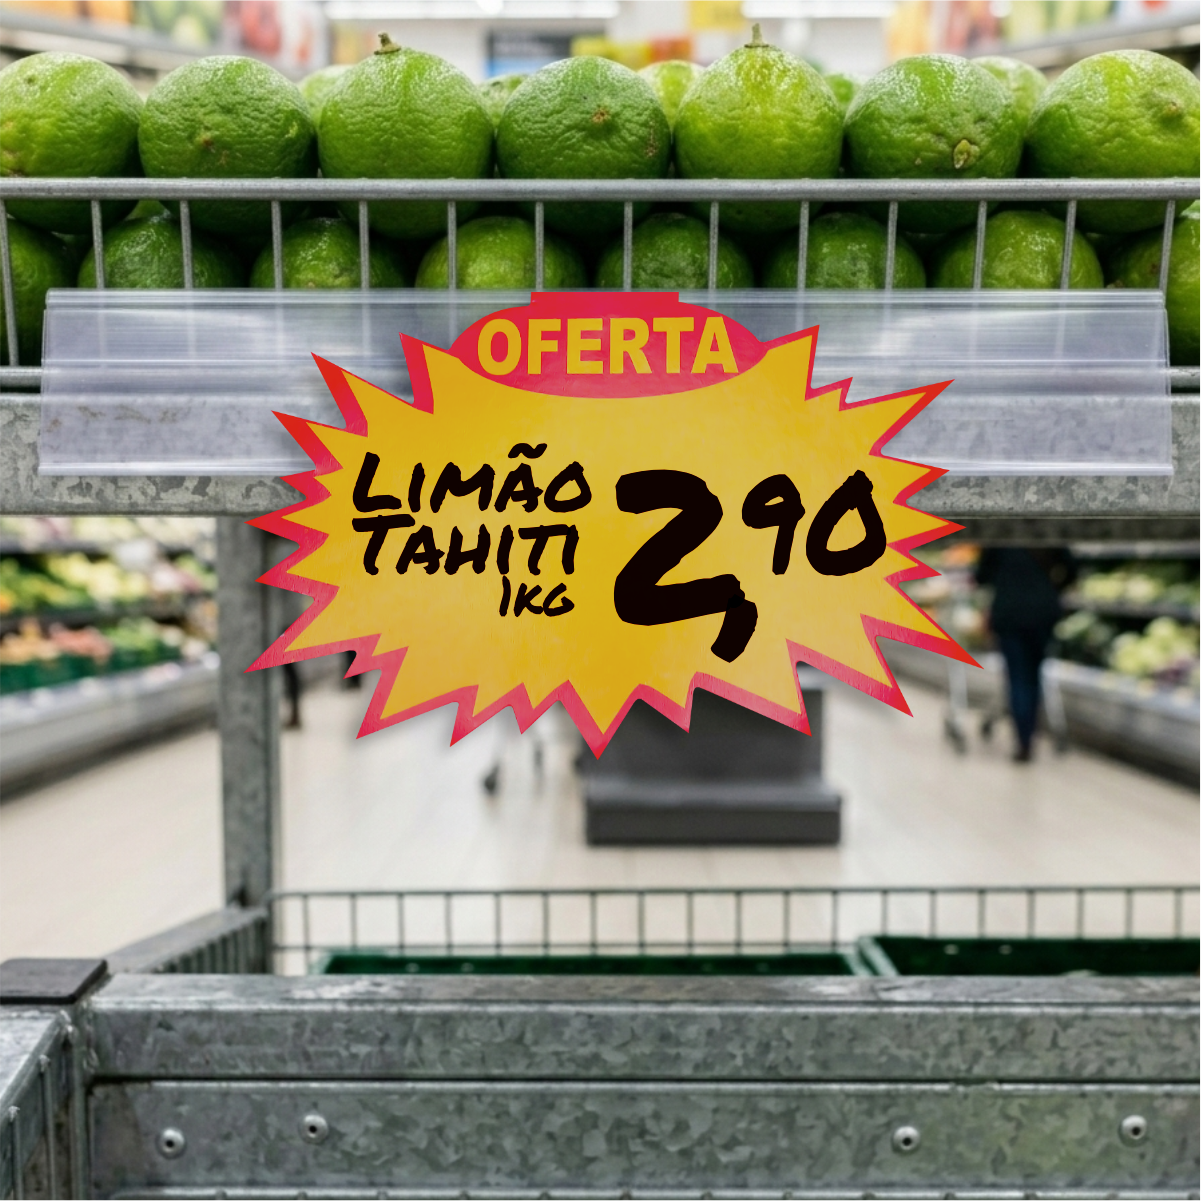 OFERTA
LIMÃO
TAHITI
1KG
2,90